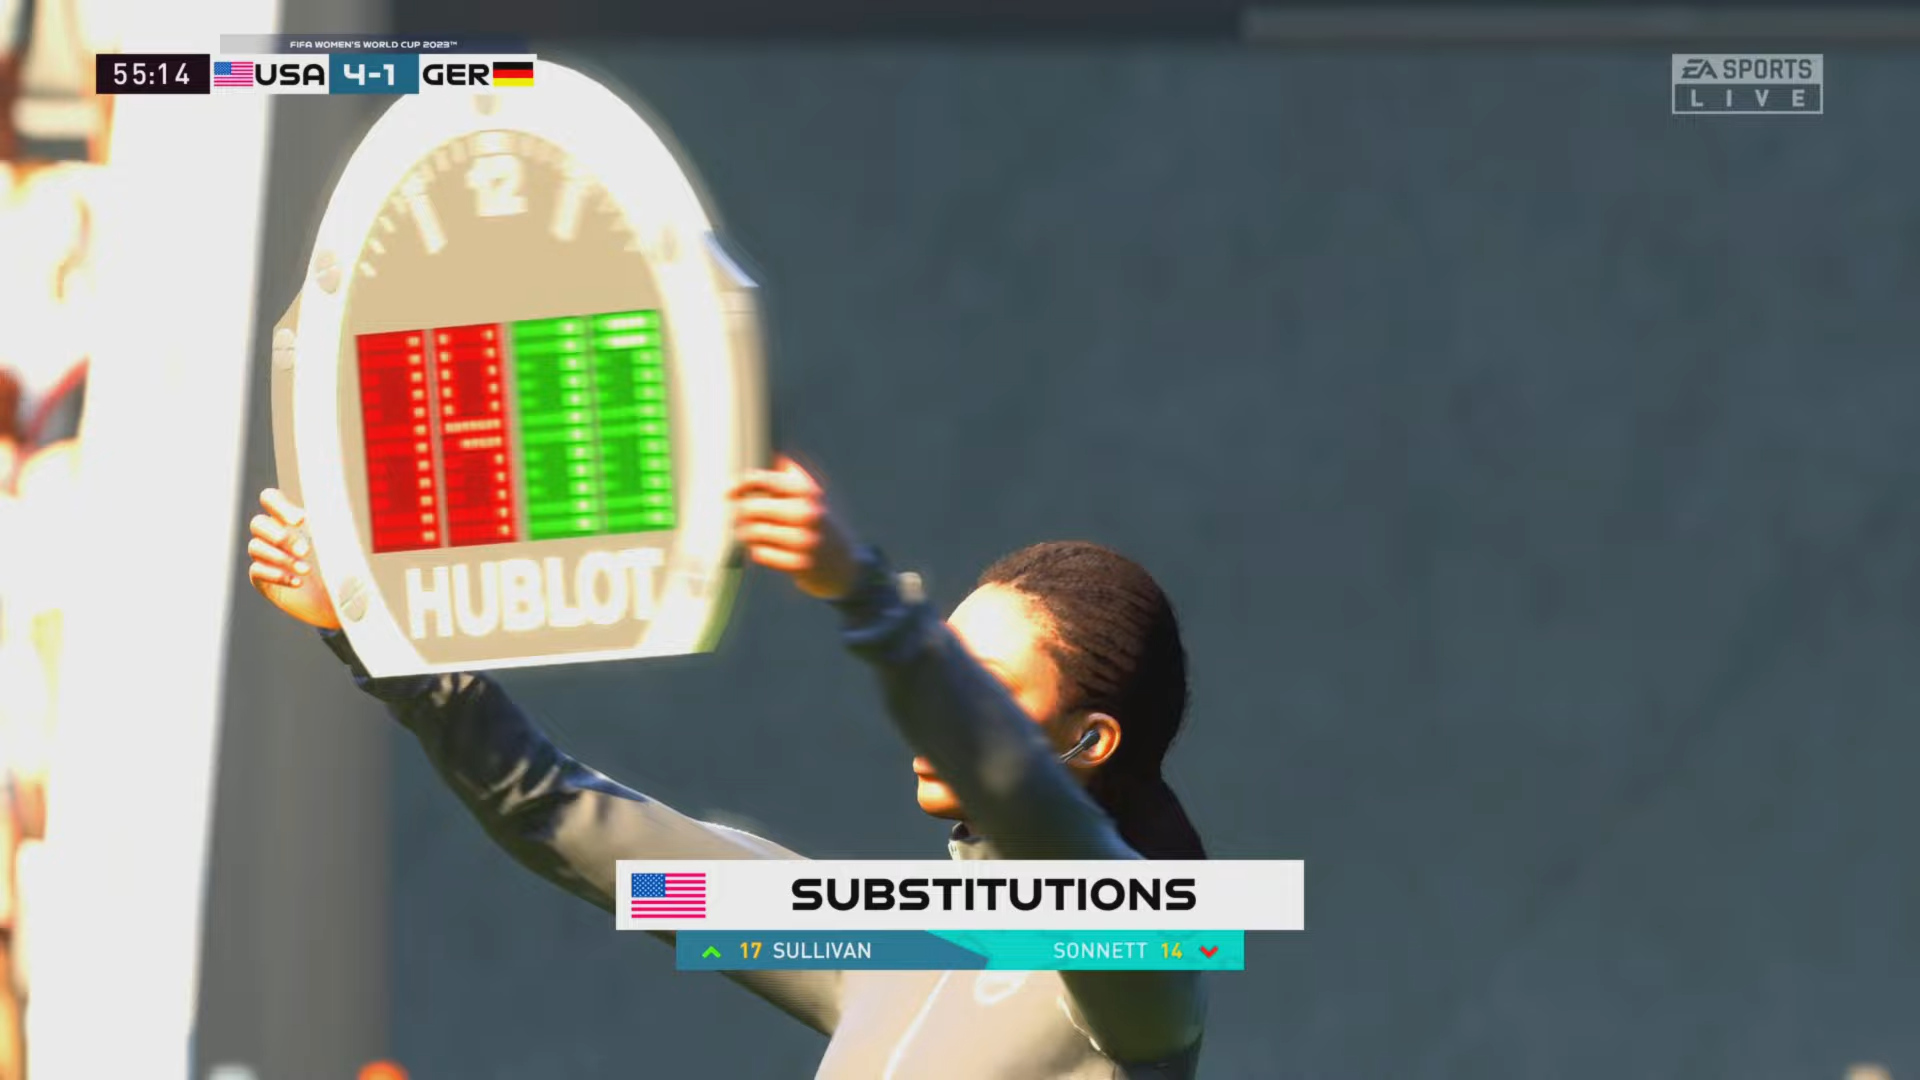 FIFA WOMEN'S WORLD CUP 2023™
55:14 USA 4-1 GER
EA SPORTS
LIVE
12
HUBLOT
SUBSTITUTIONS
17 SULLIVAN SONNETT 14